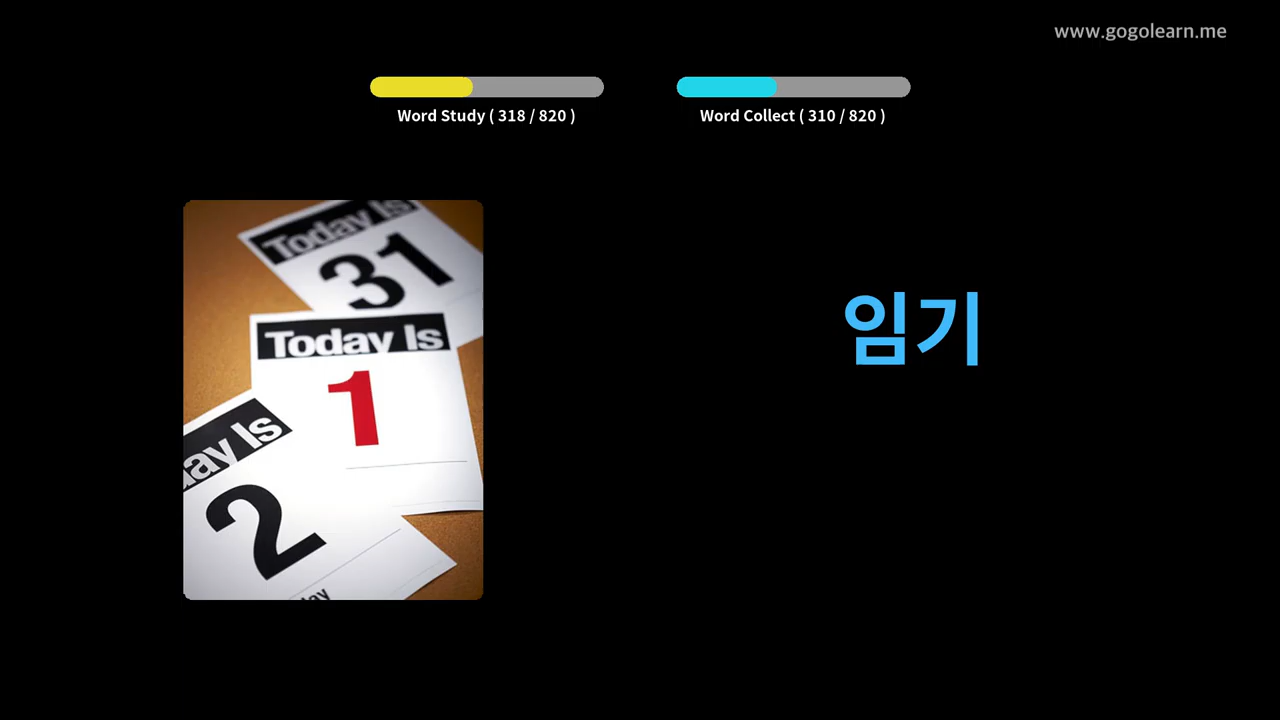 www.gogolearn.me
Word Study ( 318 / 820 )
Word Collect ( 310 / 820 )
Today Is
31
Today Is
1
ay Is
2
ay
임기